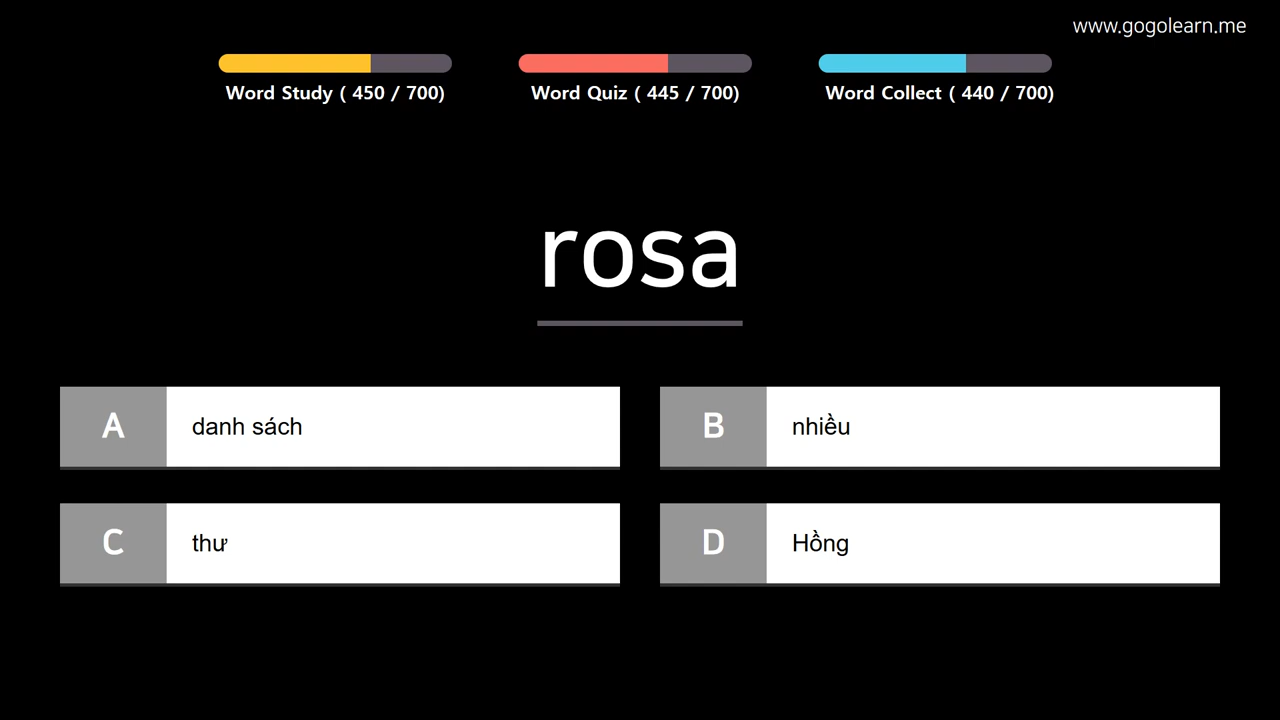 www.gogolearn.me
Word Study ( 450 / 700)
Word Quiz ( 445 / 700)
Word Collect ( 440 / 700)
rosa
A
danh sách
B
nhiều
C
thư
D
Hồng